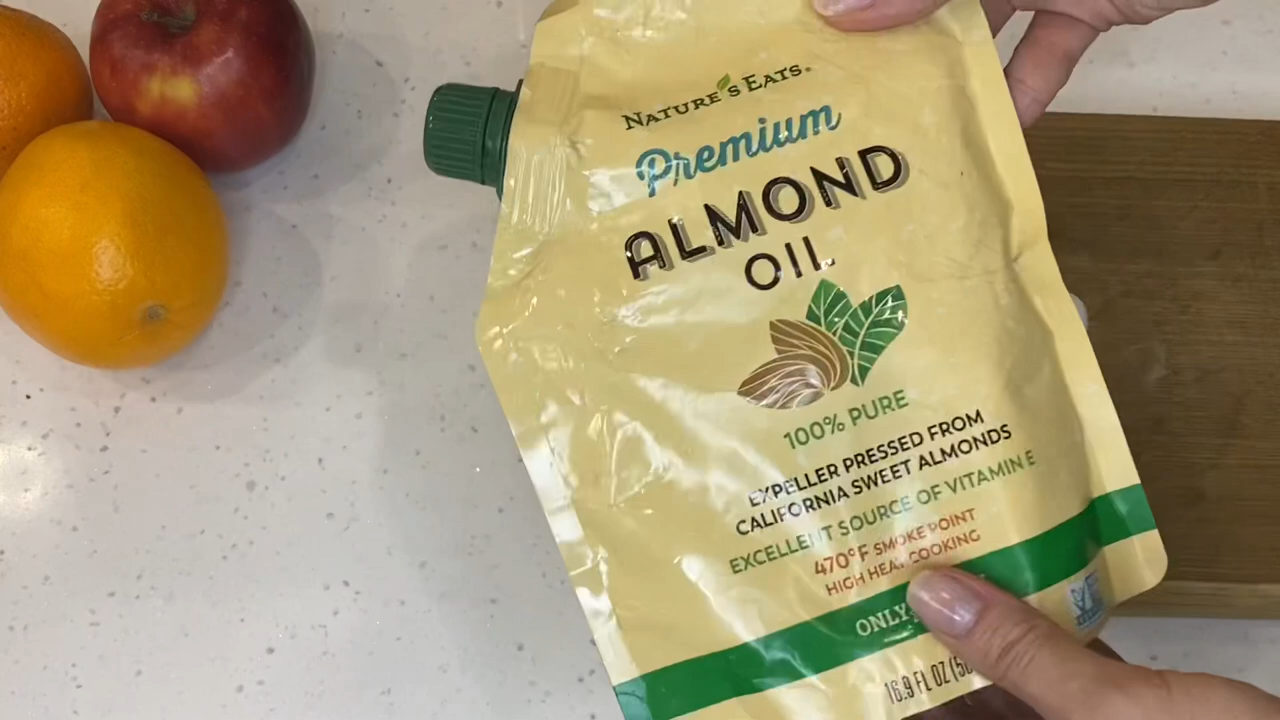 NATURE'S EATS®
Premium
ALMOND
OIL
100% PURE
EXPELLER PRESSED FROM
CALIFORNIA SWEET ALMONDS
EXCELLENT SOURCE OF VITAMIN E
470°F SMOKE POINT
HIGH HEAT COOKING
ONLY
16.9 FL OZ